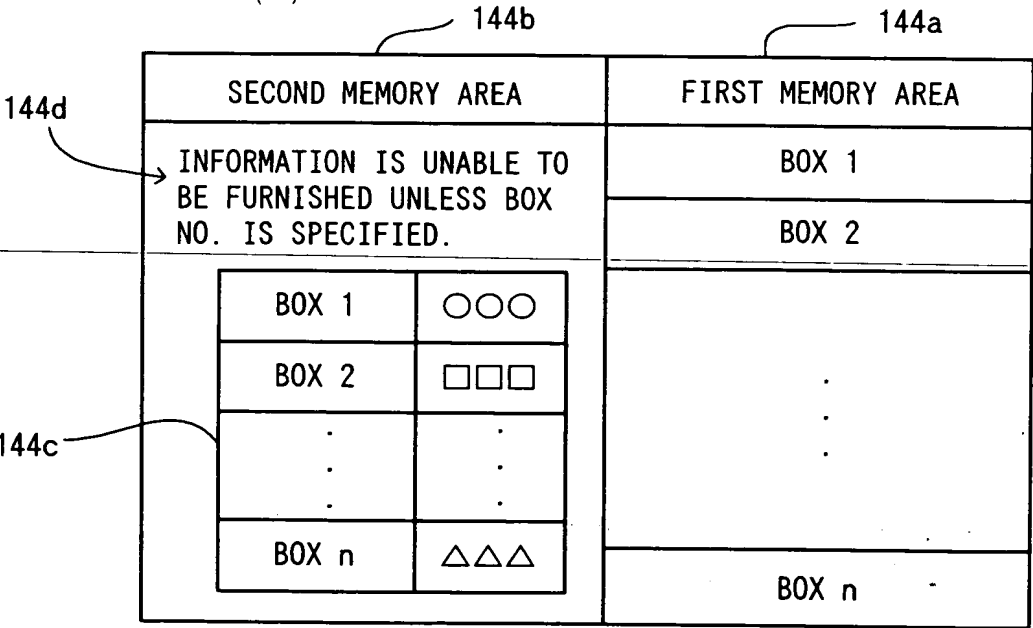 144b
144a
SECOND MEMORY AREA
FIRST MEMORY AREA
144d
INFORMATION IS UNABLE TO
BE FURNISHED UNLESS BOX
NO. IS SPECIFIED.
BOX 1
BOX 2
BOX 1 ○○○
BOX 2 □□□
144c
BOX n △△△
BOX n